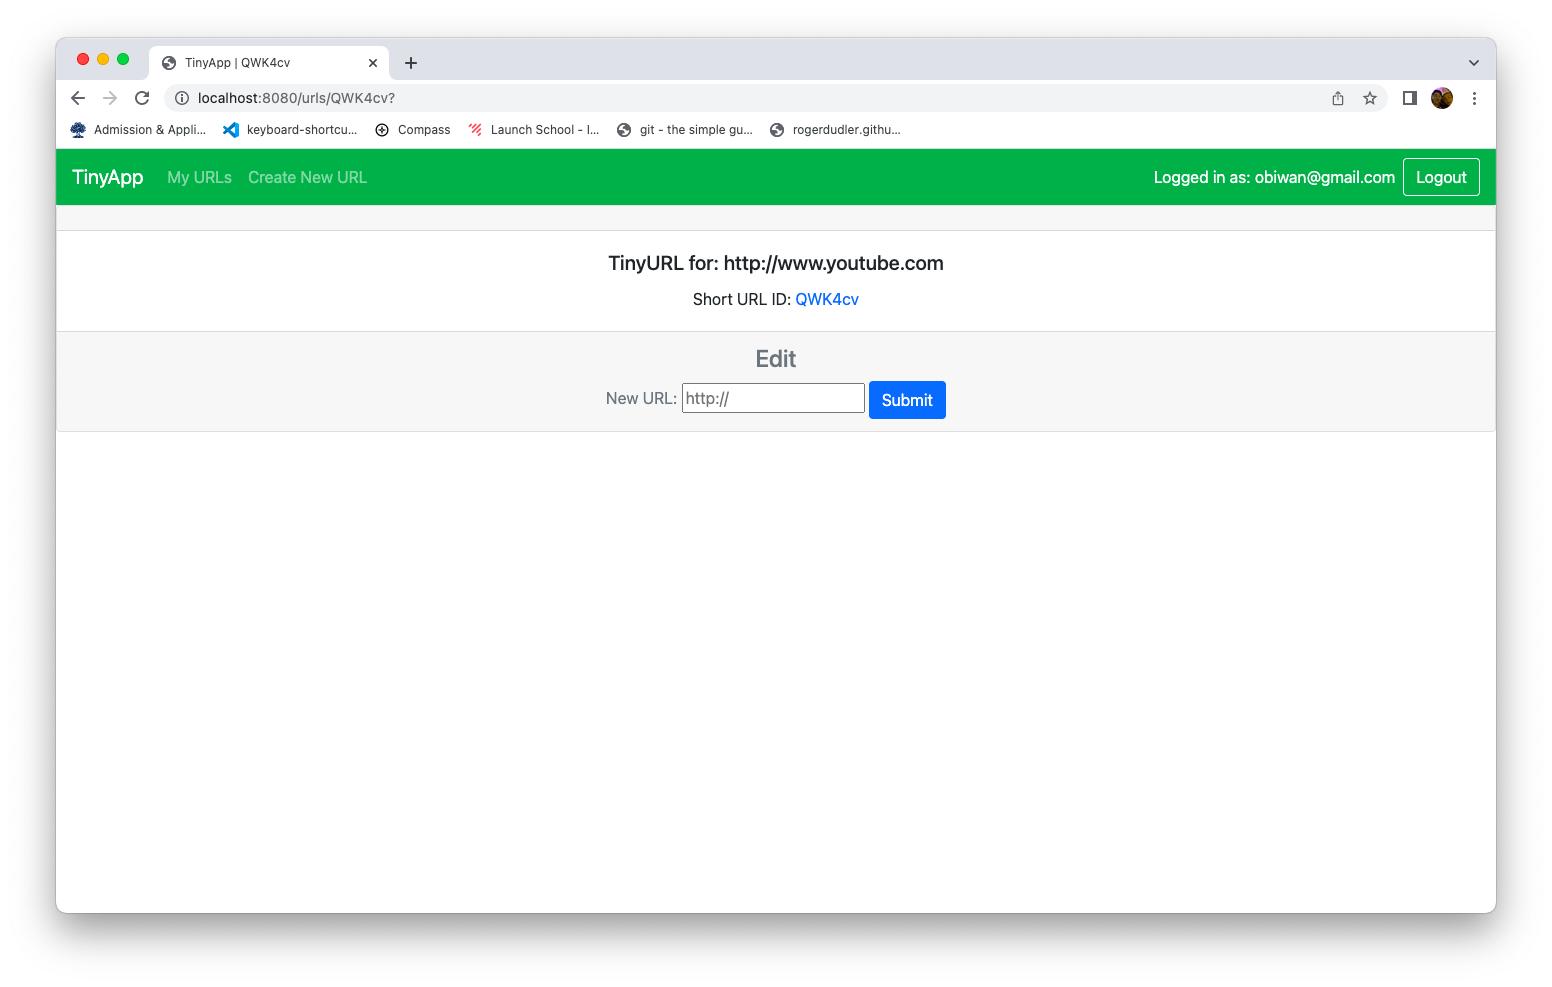 TinyApp | QWK4cv
localhost:8080/urls/QWK4cv?
Admission & Appli... keyboard-shortcu... Compass Launch School - I... git - the simple gu... rogerdudler.githu...
TinyApp My URLs Create New URL Logged in as: obiwan@gmail.com Logout
TinyURL for: http://www.youtube.com
Short URL ID: QWK4cv
Edit
New URL: http:// Submit